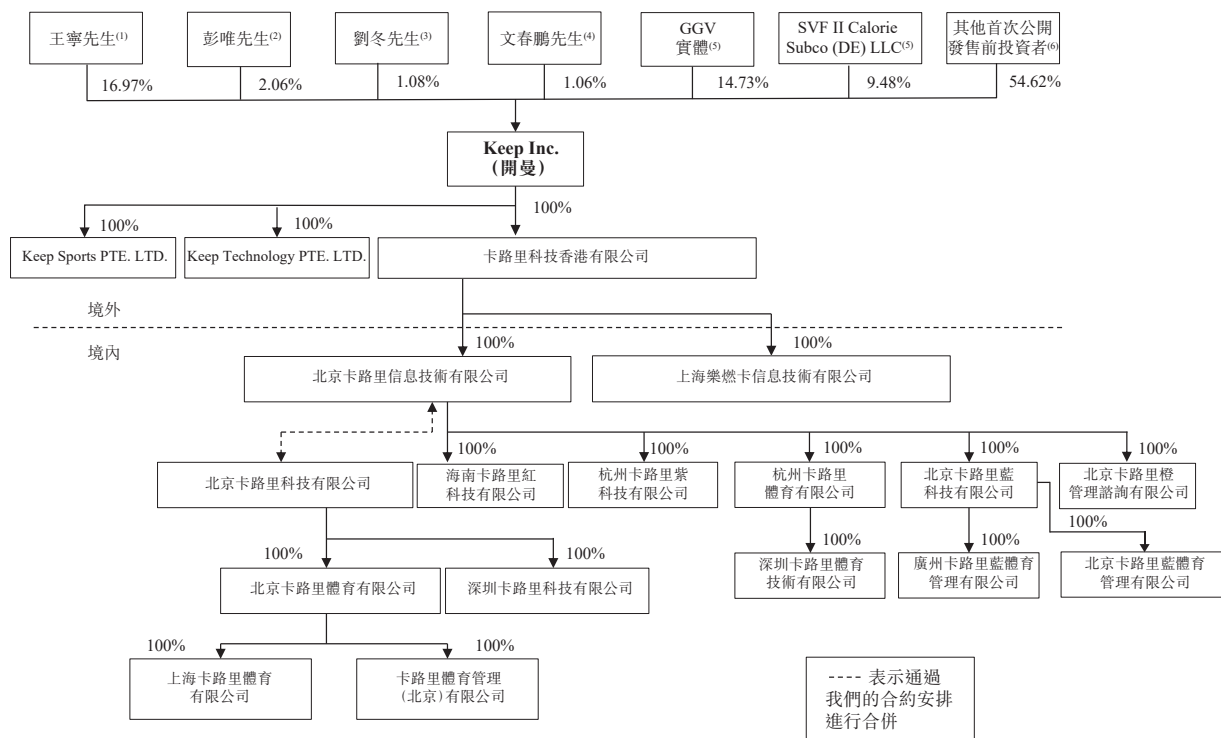 王寧先生(1)
彭唯先生(2)
劉冬先生(3)
文春鵬先生(4)
GGV
實體(5)
SVF II Calorie
Subco (DE) LLC(5)
其他首次公開
發售前投資者(6)
16.97%
2.06%
1.08%
1.06%
14.73%
9.48%
54.62%
Keep Inc.
(開曼)
100%
100%
100%
Keep Sports PTE. LTD.
Keep Technology PTE. LTD.
卡路里科技香港有限公司
境外
境內
100%
100%
北京卡路里信息技術有限公司
上海樂燃卡信息技術有限公司
100%
100%
100%
100%
100%
北京卡路里科技有限公司
海南卡路里紅
科技有限公司
杭州卡路里紫
科技有限公司
杭州卡路里
體育有限公司
北京卡路里藍
科技有限公司
北京卡路里橙
管理諮詢有限公司
100%
100%
100%
100%
100%
北京卡路里體育有限公司
深圳卡路里科技有限公司
深圳卡路里體育
技術有限公司
廣州卡路里藍體育
管理有限公司
北京卡路里藍體育
管理有限公司
100%
100%
上海卡路里體育
有限公司
卡路里體育管理
(北京)有限公司
---- 表示通過
我們的合約安排
進行合併